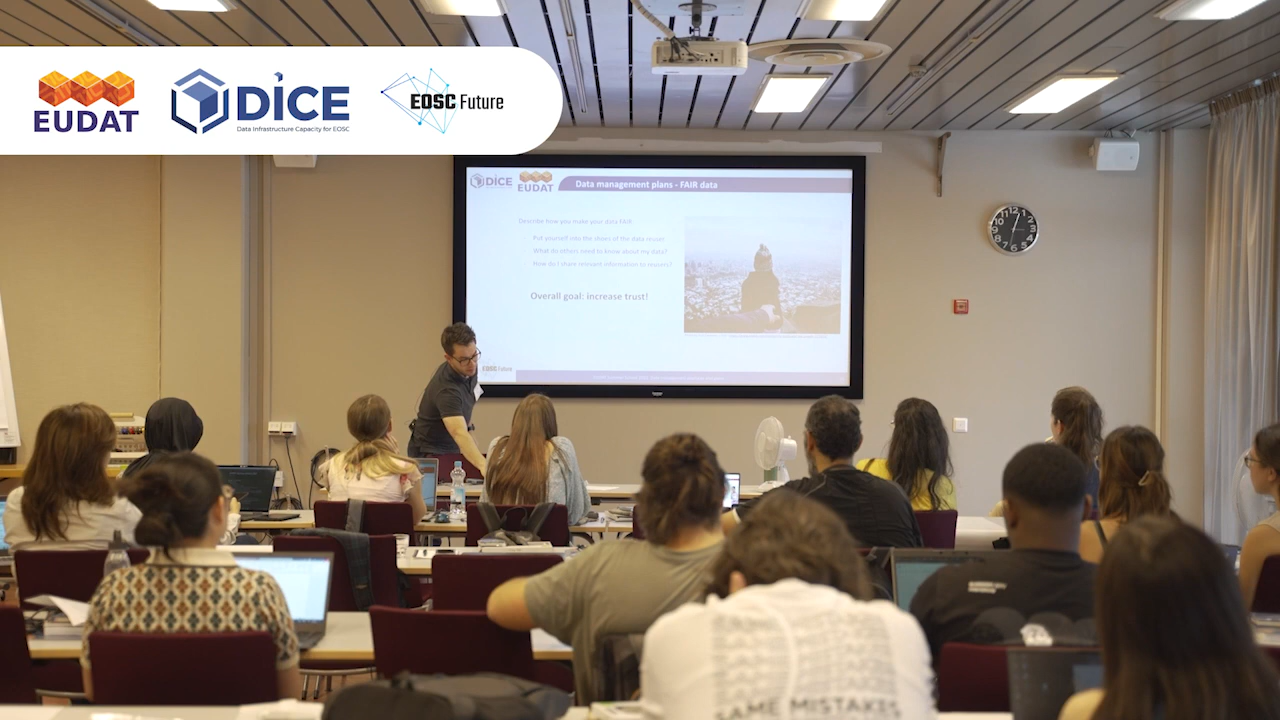 EUDAT
DICE
Data Infrastructure Capacity for EOSC
EOSC Future
DICE
EUDAT
Data management plans - FAIR data
Describe how you make your data FAIR
Put yourself into the shoes of the data reuser
What do others need to know about my data?
How do I share relevant information to reusers?
Overall goal: increase trust!
EOSC Future
12
SAME MISTAKES